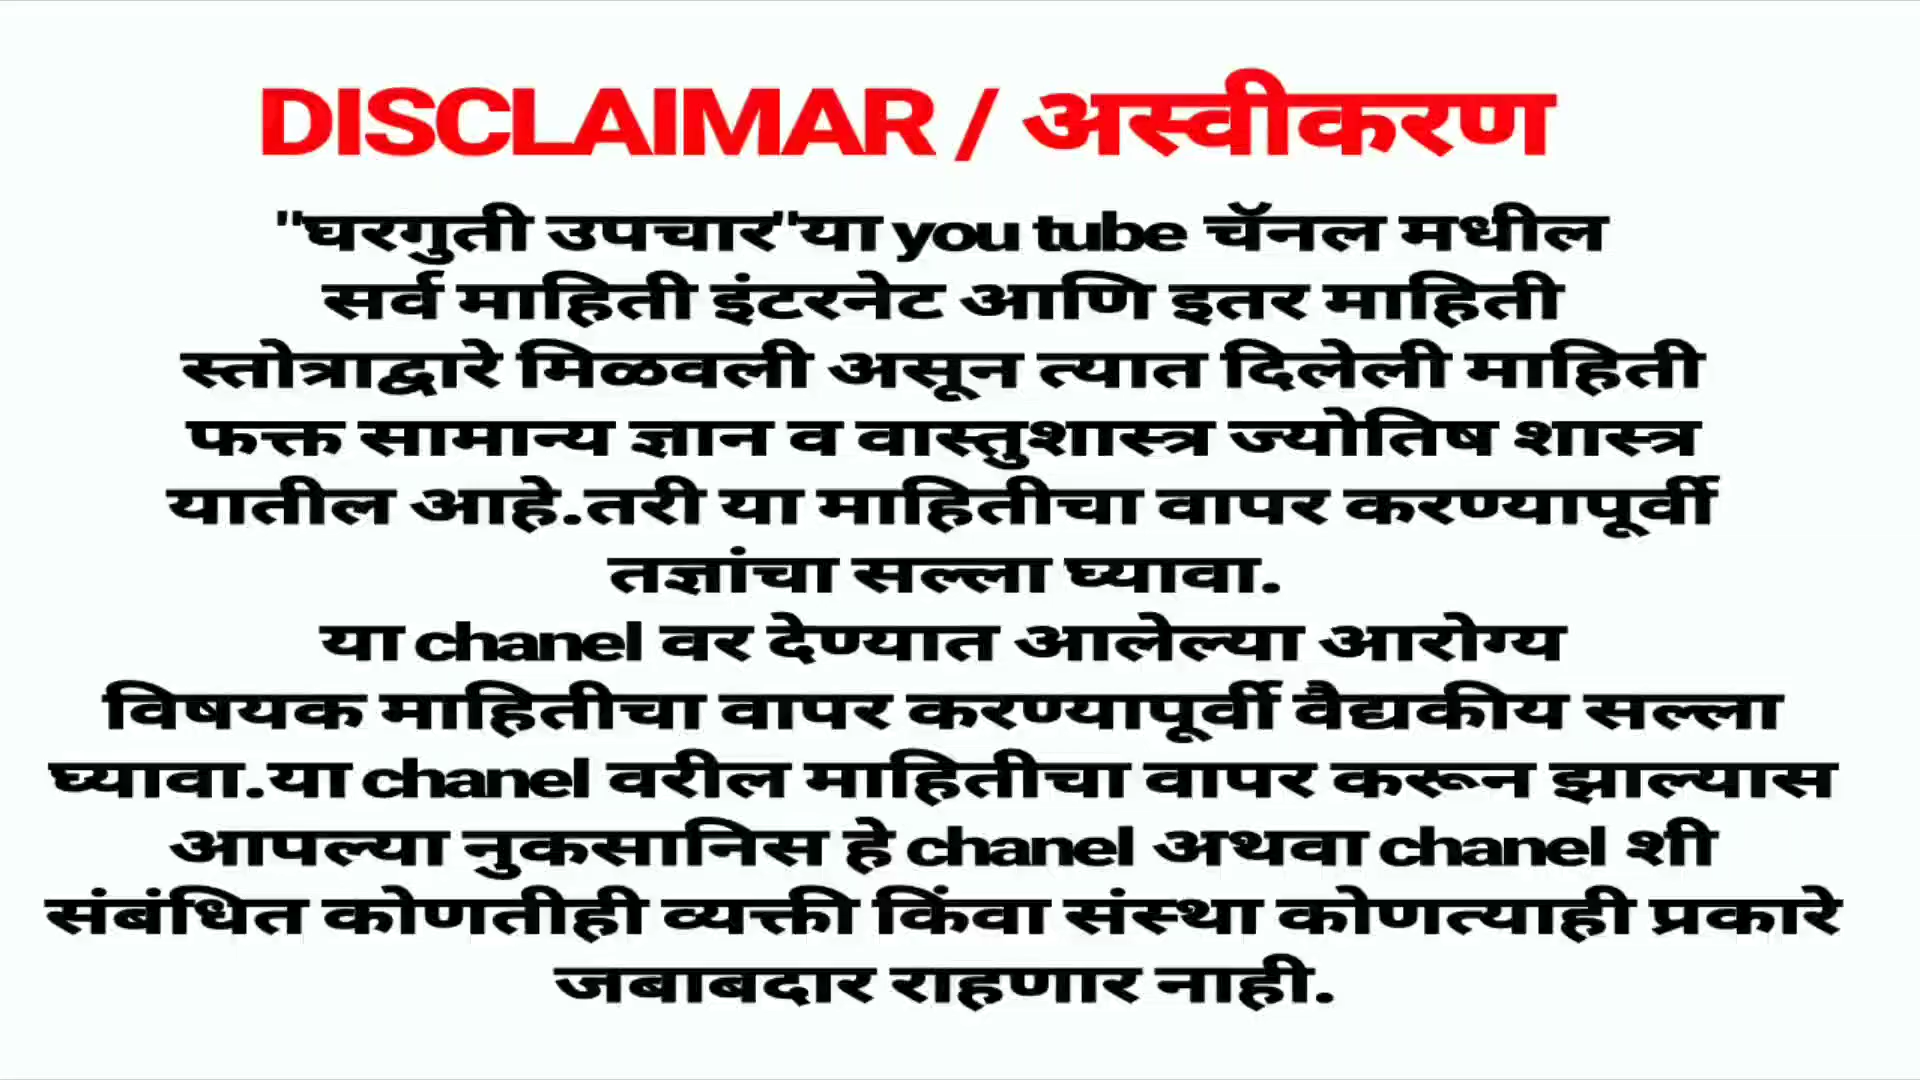 DISCLAIMAR / अस्वीकरण
"घरगुती उपचार"या you tube चॅनल मधील
सर्व माहिती इंटरनेट आणि इतर माहिती
स्तोत्राद्वारे मिळवली असून त्यात दिलेली माहिती
फक्त सामान्य ज्ञान व वास्तुशास्त्र ज्योतिष शास्त्र
यातील आहे.तरी या माहितीचा वापर करण्यापूर्वी
तज्ञांचा सल्ला घ्यावा.
या chanel वर देण्यात आलेल्या आरोग्य
विषयक माहितीचा वापर करण्यापूर्वी वैद्यकीय सल्ला
घ्यावा.या chanel वरील माहितीचा वापर करून झाल्यास
आपल्या नुकसानिस हे chanel अथवा chanel शी
संबंधित कोणतीही व्यक्ती किंवा संस्था कोणत्याही प्रकारे
जबाबदार राहणार नाही.